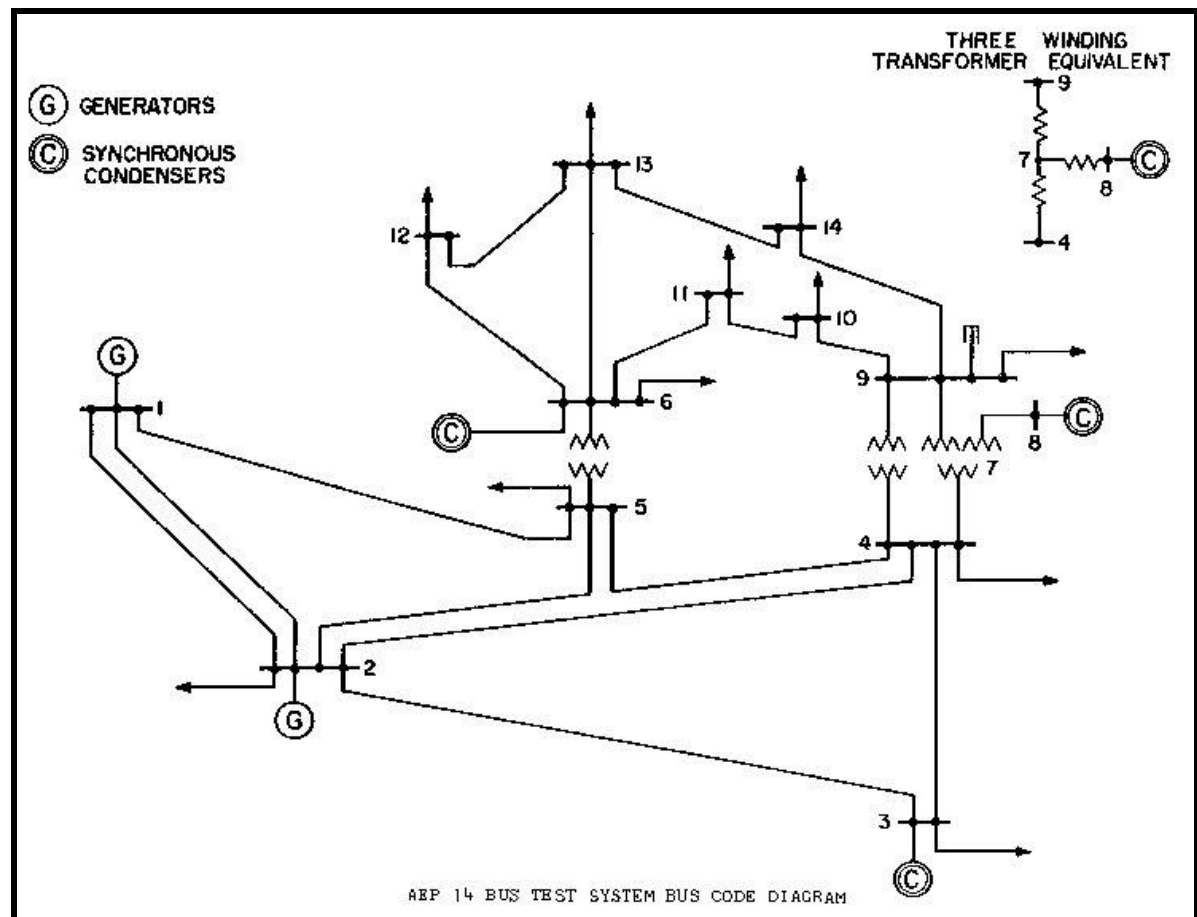 THREE WINDING
TRANSFORMER EQUIVALENT
9
7
C
8
4
G GENERATORS
C SYNCHRONOUS
CONDENSERS
13
12
14
11
10
G
1
9
6
C
8
C
7
5
4
2
G
3
C
AEP 14 BUS TEST SYSTEM BUS CODE DIAGRAM